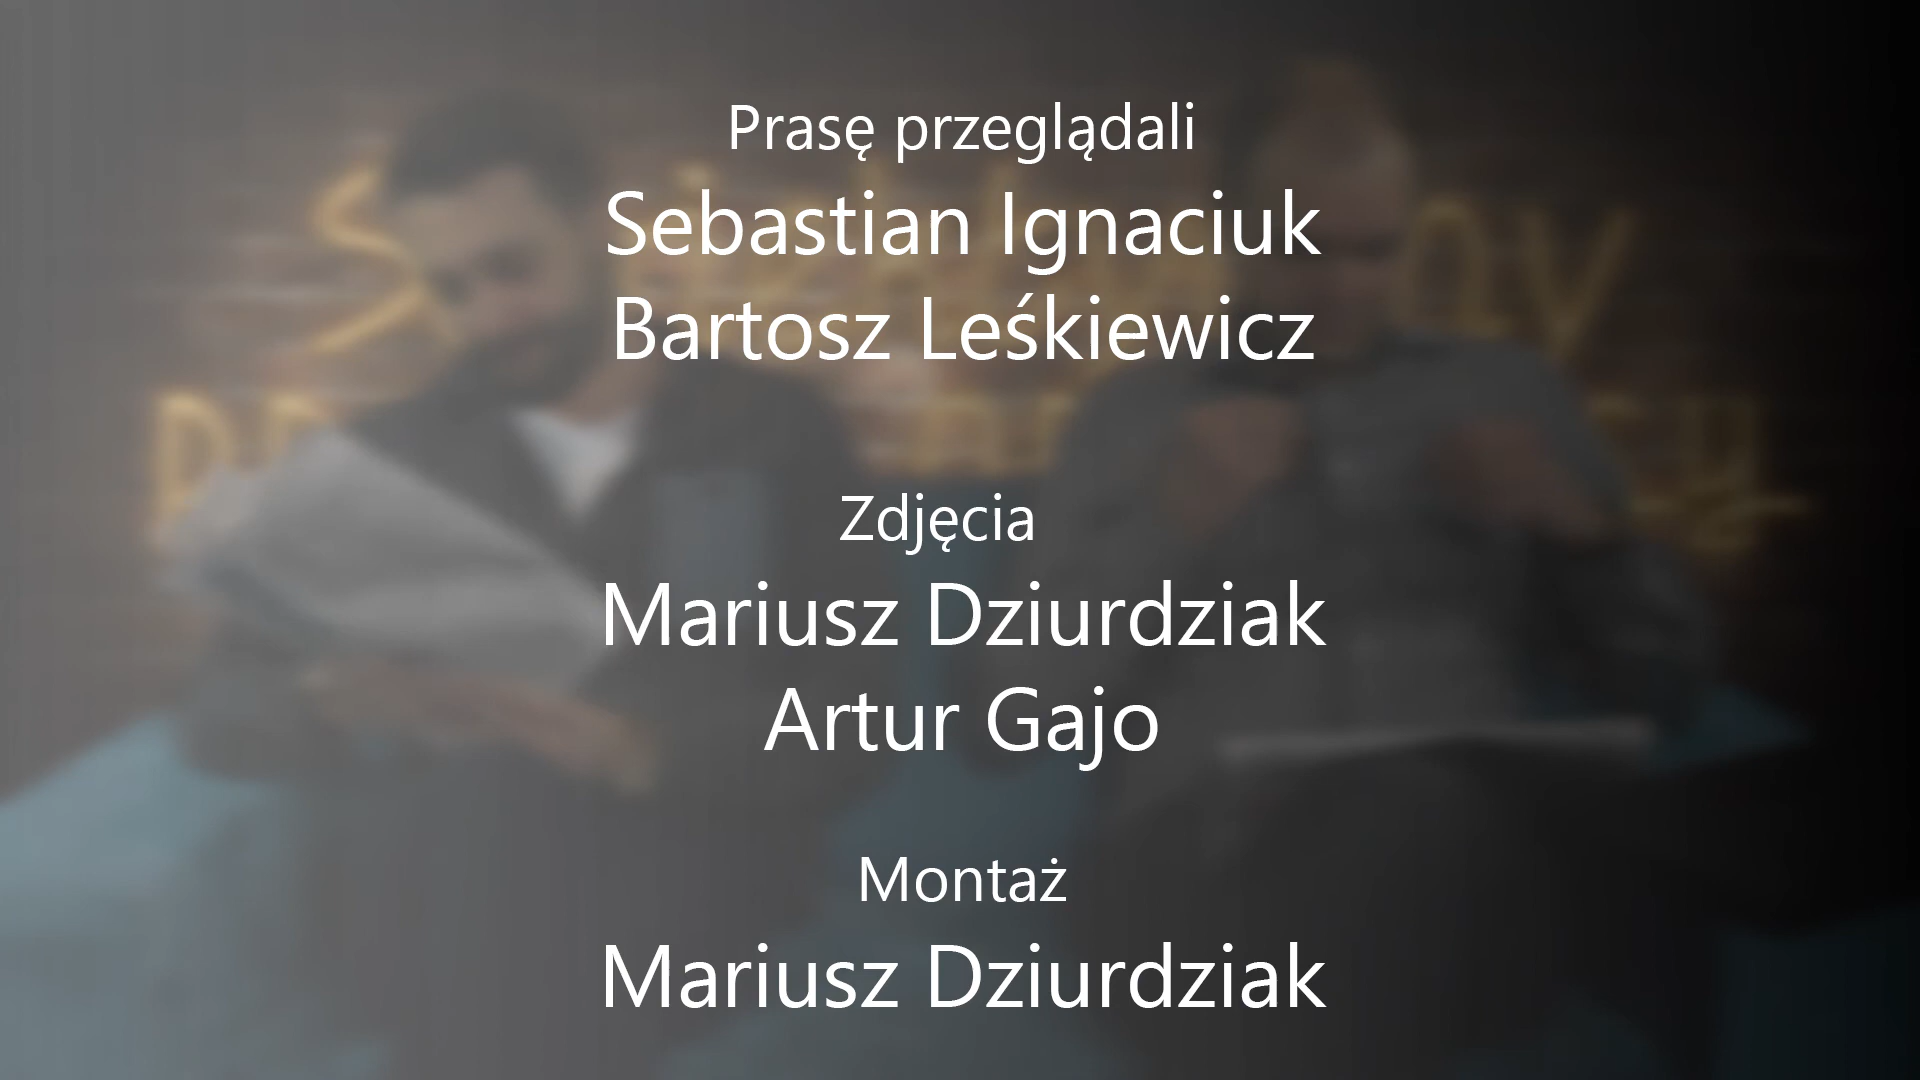 Prasę przeglądali
Sebastian Ignaciuk
Bartosz Leśkiewicz
Zdjęcia
Mariusz Dziurdziak
Artur Gajo
Montaż
Mariusz Dziurdziak